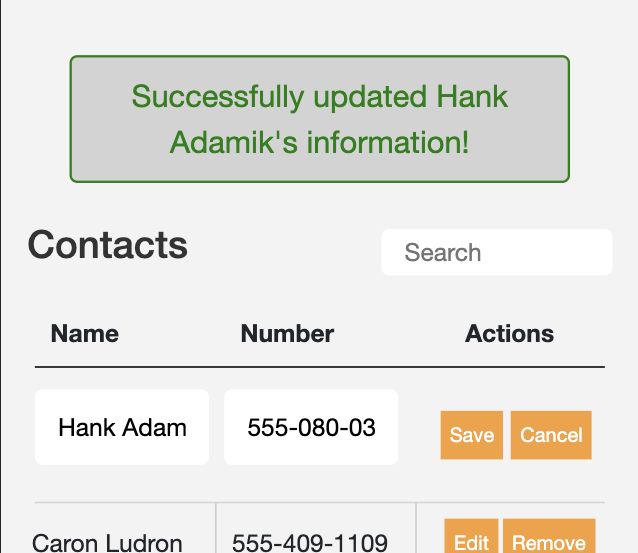 Successfully updated Hank
Adamik's information!
Contacts
Search
Name Number Actions
Hank Adam 555-080-03 Save Cancel
Caron Ludron 555-409-1109 Edit Remove